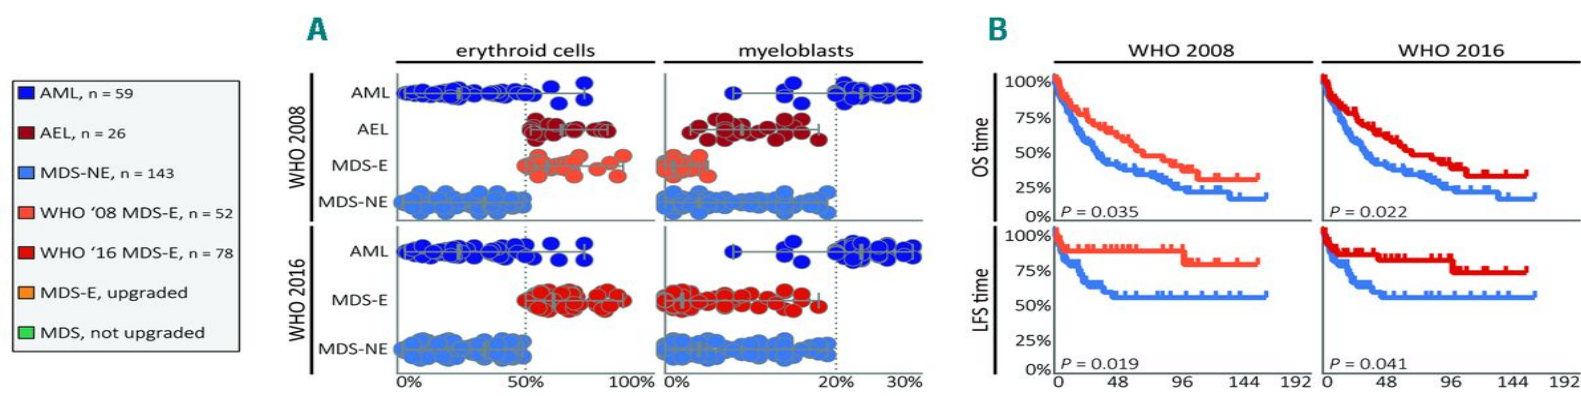 AML, n = 59
AEL, n = 26
MDS-NE, n = 143
WHO ‘08 MDS-E, n = 52
WHO ‘16 MDS-E, n = 78
MDS-E, upgraded
MDS, not upgraded
A
erythroid cells
myeloblasts
WHO 2008
AML
AEL
MDS-E
MDS-NE
WHO 2016
AML
MDS-E
MDS-NE
0% 50% 100% 0% 20% 30%
B
WHO 2008
WHO 2016
OS time
100%
75%
50%
25%
0%
P = 0.035
P = 0.022
LFS time
100%
75%
50%
25%
0%
P = 0.019
P = 0.041
0 48 96 144 192 0 48 96 144 192